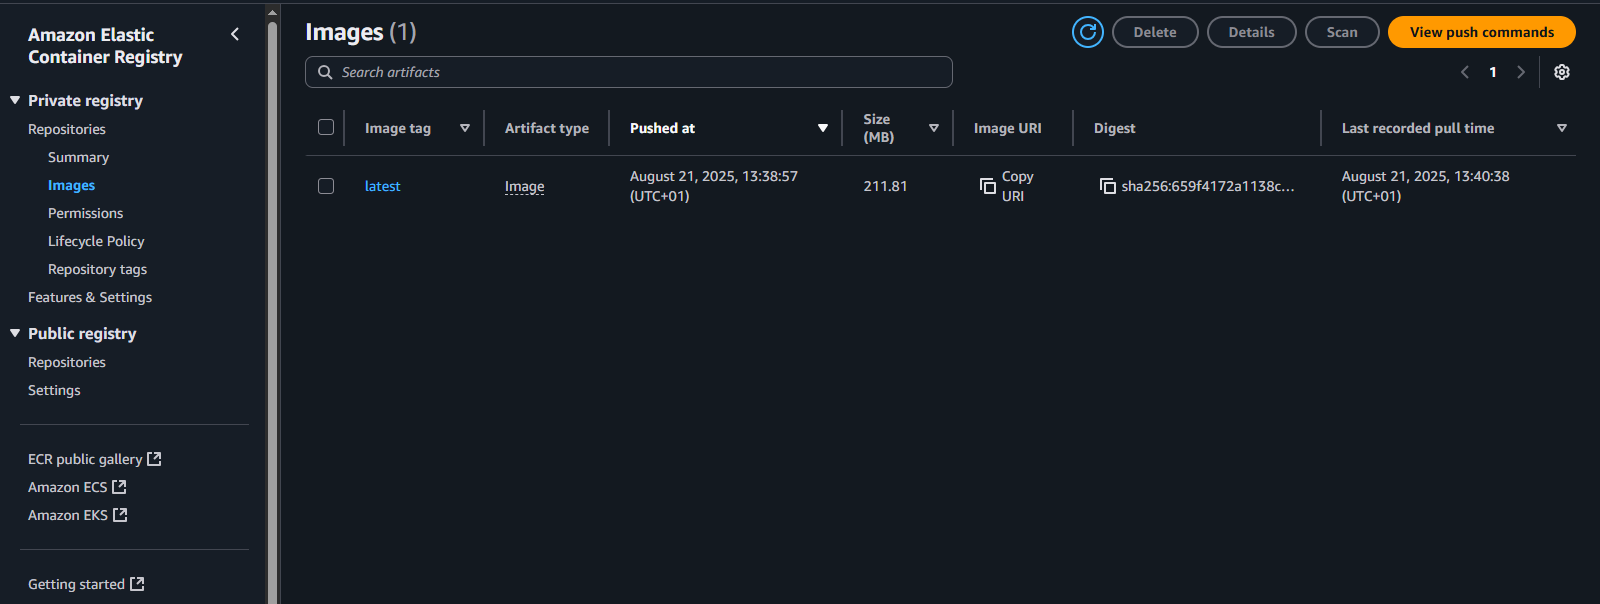 Amazon Elastic
Container Registry
Private registry
Repositories
Summary
Images
Permissions
Lifecycle Policy
Repository tags
Features & Settings
Public registry
Repositories
Settings
ECR public gallery
Amazon ECS
Amazon EKS
Getting started
Images (1)
Delete
Details
Scan
View push commands
Search artifacts
1
Image tag
Artifact type
Pushed at
Size
(MB)
Image URI
Digest
Last recorded pull time
latest
Image
August 21, 2025, 13:38:57
(UTC+01)
211.81
Copy
URI
sha256:659f4172a1138c...
August 21, 2025, 13:40:38
(UTC+01)